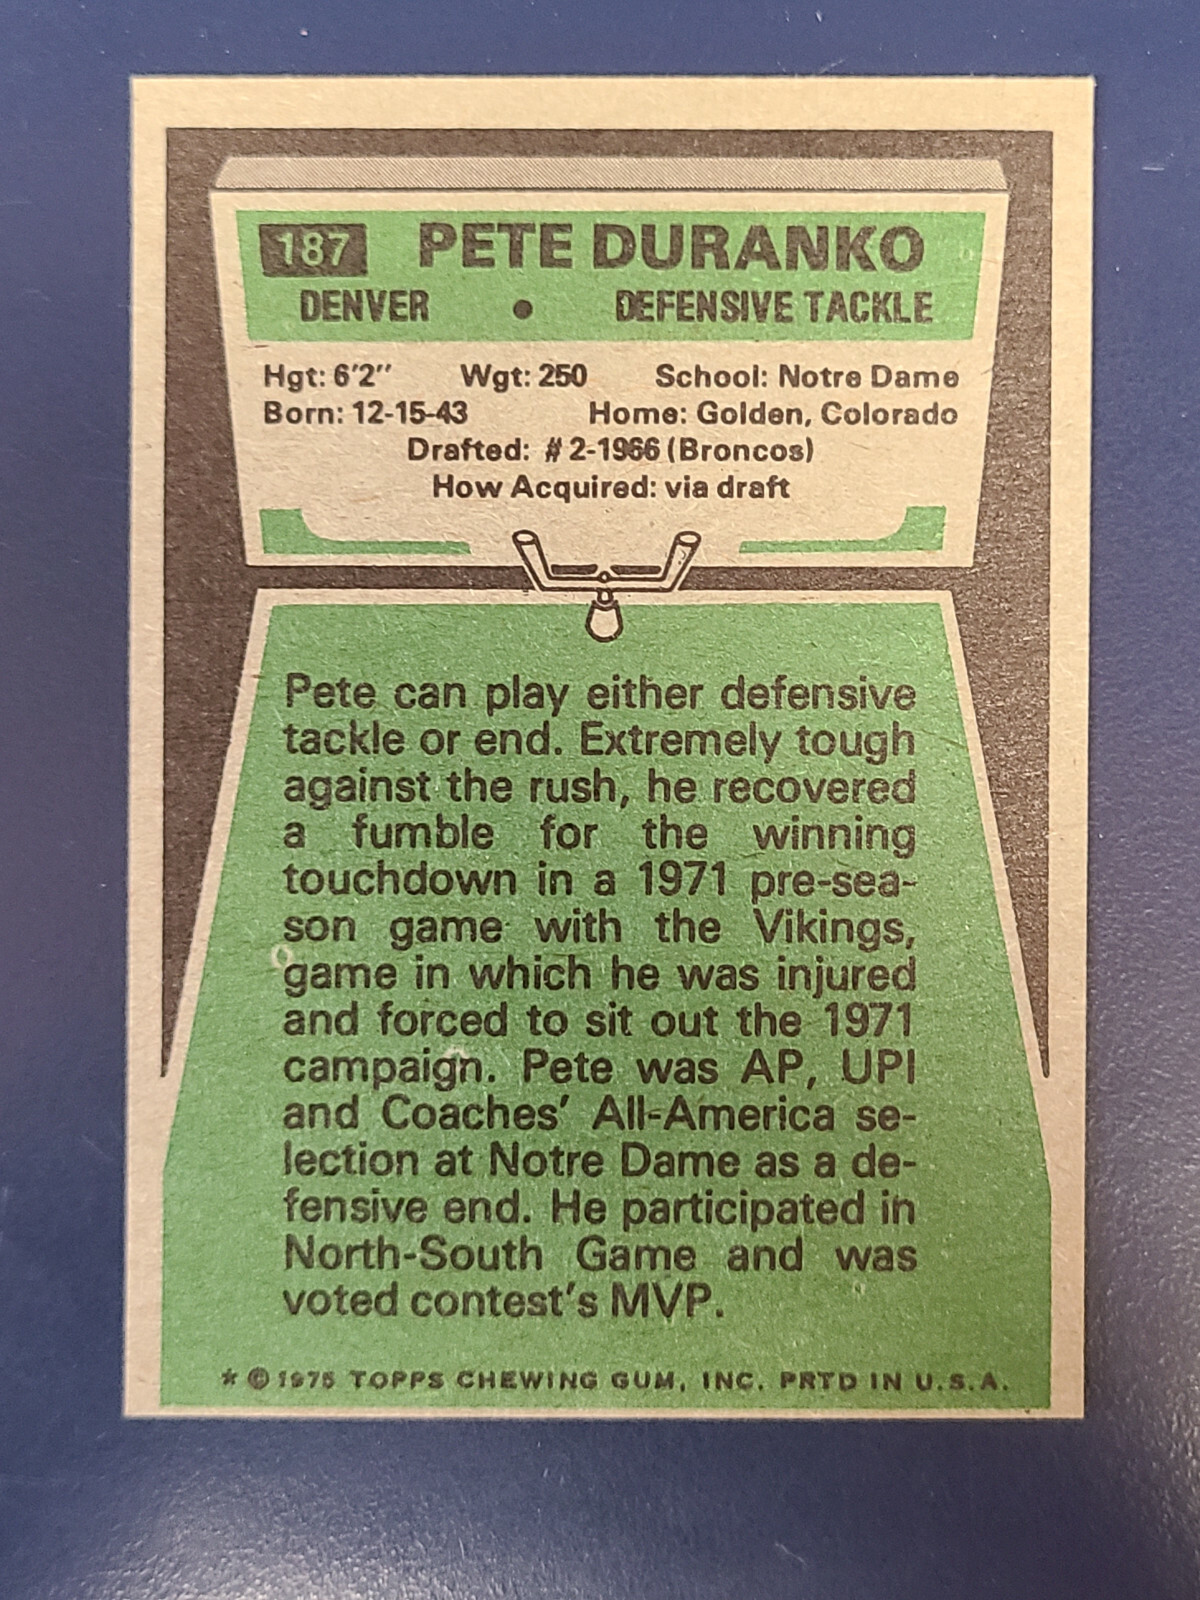 187 PETE DURANKO
DENVER • DEFENSIVE TACKLE
Hgt: 6'2" Wgt: 250 School: Notre Dame
Born: 12-15-43 Home: Golden, Colorado
Drafted: #2-1966 (Broncos)
How Acquired: via draft
Pete can play either defensive
tackle or end. Extremely tough
against the rush, he recovered
a fumble for the winning
touchdown in a 1971 pre-sea-
son game with the Vikings,
game in which he was injured
and forced to sit out the 1971
campaign. Pete was AP, UPI
and Coaches' All-America se-
lection at Notre Dame as a de-
fensive end. He participated in
North-South Game and was
voted contest's MVP.
* © 1975 TOPPS CHEWING GUM, INC. PRTD IN U.S.A.